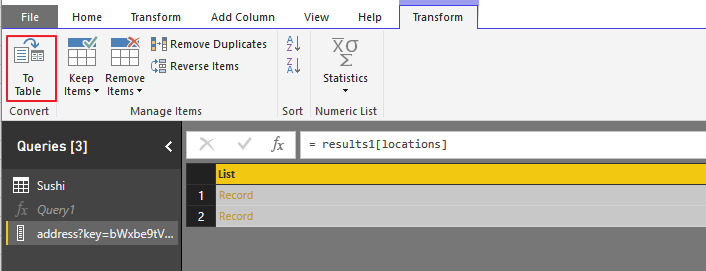 File Home Transform Add Column View Help Transform
To Table
Keep Items
Remove Items
Remove Duplicates
Reverse Items
Statistics
Convert Manage Items Sort Numeric List
Queries [3]
= results1[locations]
List
Sushi
Query1
address?key=bWxbe9tV...
1 Record
2 Record